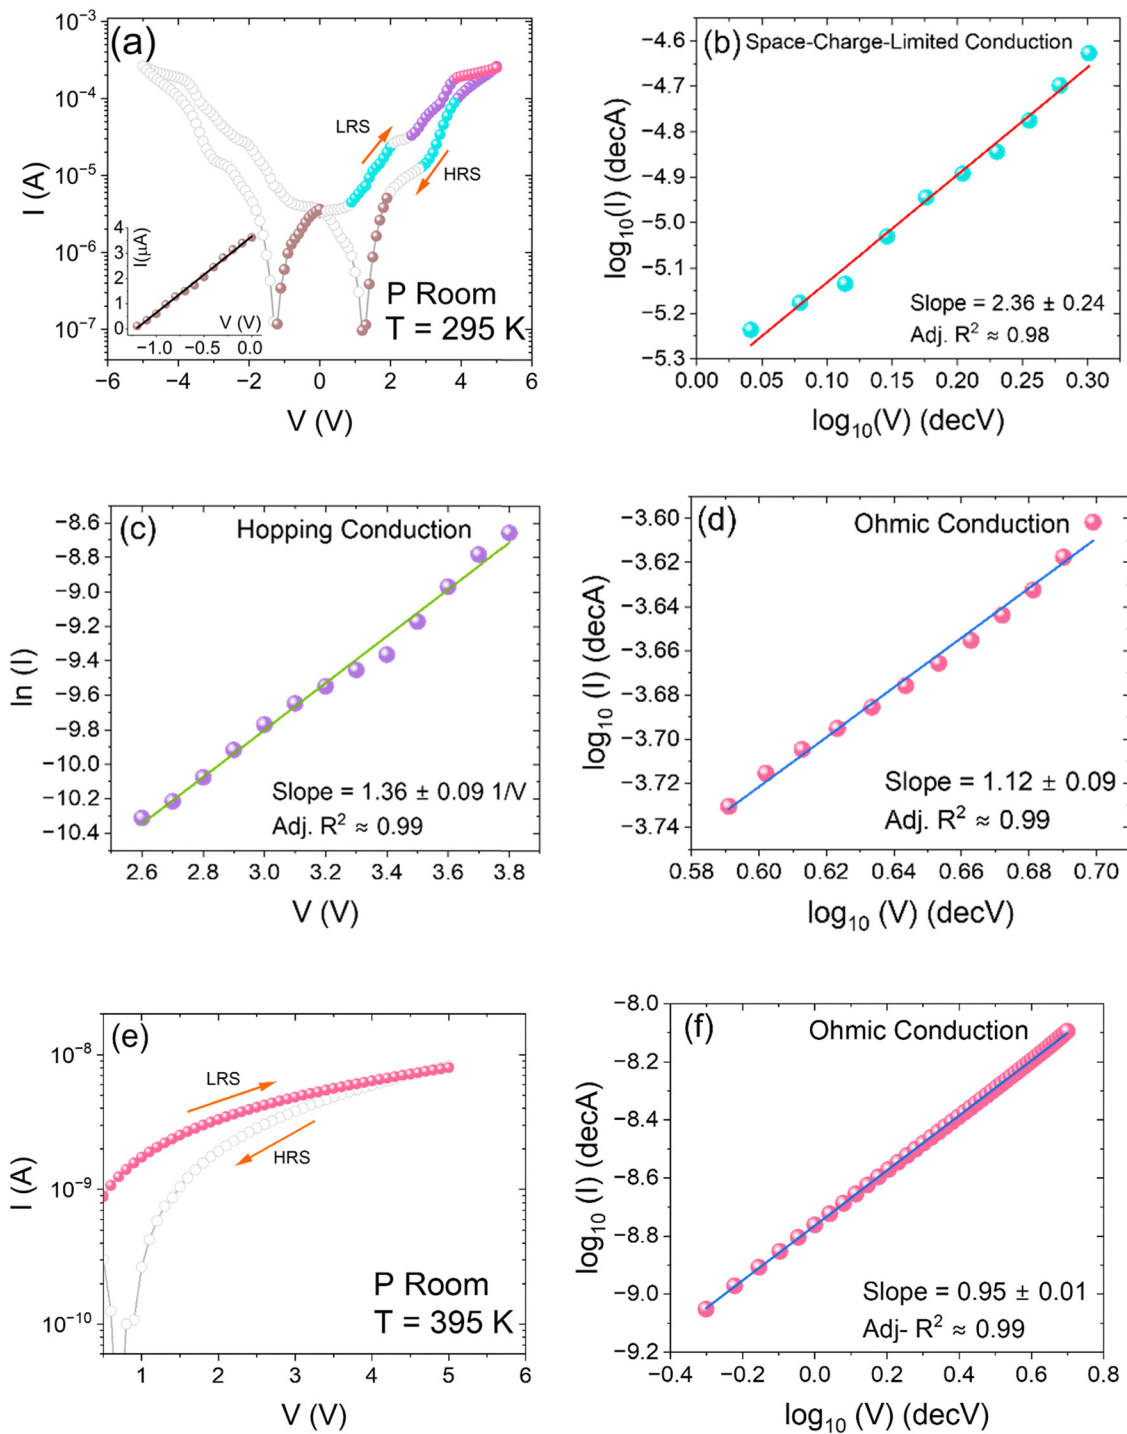 (a)
10⁻³
10⁻⁴
10⁻⁵
10⁻⁶
10⁻⁷
I (A)
LRS
HRS
4
3
2
1
0
I(μA)
V (V)
−1.0
−0.5
0.0
P Room
T = 295 K
−6
−4
−2
0
2
4
6
V (V)
(b)
Space-Charge-Limited Conduction
−4.6
−4.7
−4.8
−4.9
−5.0
−5.1
−5.2
−5.3
log₁₀(I) (decA)
Slope = 2.36 ± 0.24
Adj. R² ≈ 0.98
0.00
0.05
0.10
0.15
0.20
0.25
0.30
log₁₀(V) (decV)
(c)
Hopping Conduction
−8.6
−8.8
−9.0
−9.2
−9.4
−9.6
−9.8
−10.0
−10.2
−10.4
ln (I)
Slope = 1.36 ± 0.09 1/V
Adj. R² ≈ 0.99
2.6
2.8
3.0
3.2
3.4
3.6
3.8
V (V)
(d)
Ohmic Conduction
−3.60
−3.62
−3.64
−3.66
−3.68
−3.70
−3.72
−3.74
log₁₀ (I) (decA)
Slope = 1.12 ± 0.09
Adj. R² ≈ 0.99
0.58
0.60
0.62
0.64
0.66
0.68
0.70
log₁₀ (V) (decV)
(e)
10⁻⁸
10⁻⁹
10⁻¹⁰
I (A)
LRS
HRS
P Room
T = 395 K
1
2
3
4
5
6
V (V)
(f)
Ohmic Conduction
−8.0
−8.2
−8.4
−8.6
−8.8
−9.0
−9.2
log₁₀ (I) (decA)
Slope = 0.95 ± 0.01
Adj- R² ≈ 0.99
−0.4
−0.2
0.0
0.2
0.4
0.6
0.8
log₁₀ (V) (decV)